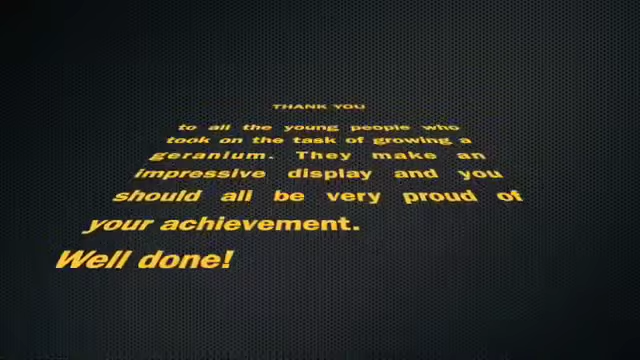 THANK YOU
to all the young people who
took on the task of growing a
geranium. They make an
impressive display and you
should all be very proud of
your achievement.
Well done!